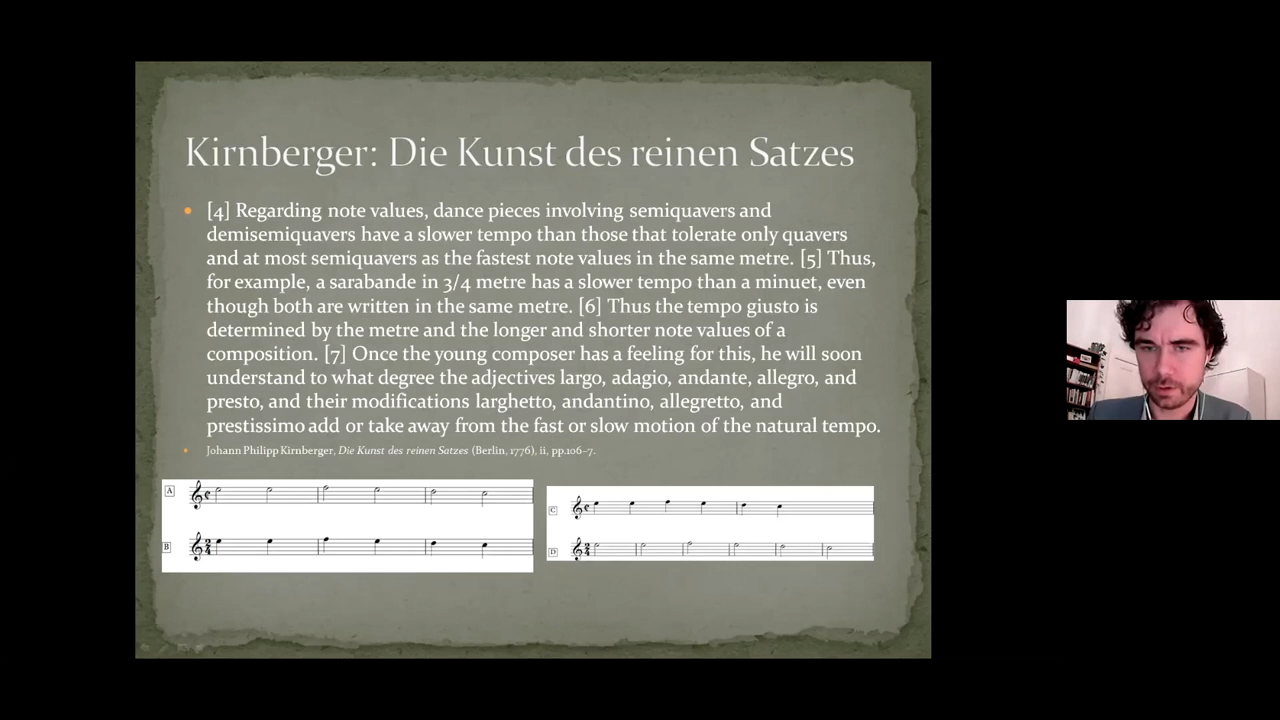 Kirnberger: Die Kunst des reinen Satzes
[4] Regarding note values, dance pieces involving semiquavers and
demisemiquavers have a slower tempo than those that tolerate only quavers
and at most semiquavers as the fastest note values in the same metre. [5] Thus,
for example, a sarabande in 3/4 metre has a slower tempo than a minuet, even
though both are written in the same metre. [6] Thus the tempo giusto is
determined by the metre and the longer and shorter note values of a
composition. [7] Once the young composer has a feeling for this, he will soon
understand to what degree the adjectives largo, adagio, andante, allegro, and
presto, and their modifications larghetto, andantino, allegretto, and
prestissimo add or take away from the fast or slow motion of the natural tempo.
Johann Philipp Kirnberger, Die Kunst des reinen Satzes (Berlin, 1776), ii, pp.106–7.
A
B
C
D